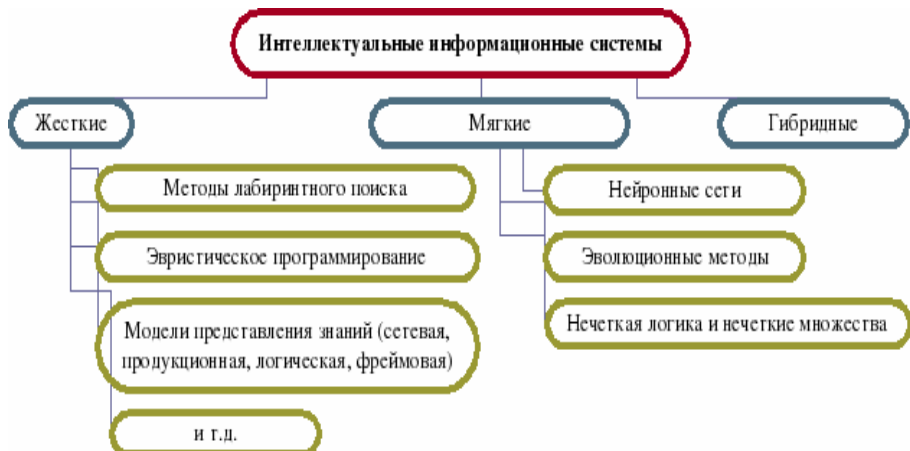 Интеллектуальные информационные системы
Жесткие
Мягкие
Гибридные
Методы лабиринтного поиска
Нейронные сети
Эвристическое программирование
Эволюционные методы
Модели представления знаний (сетевая,
продукционная, логическая, фреймовая)
Нечеткая логика и нечеткие множества
и т.д.